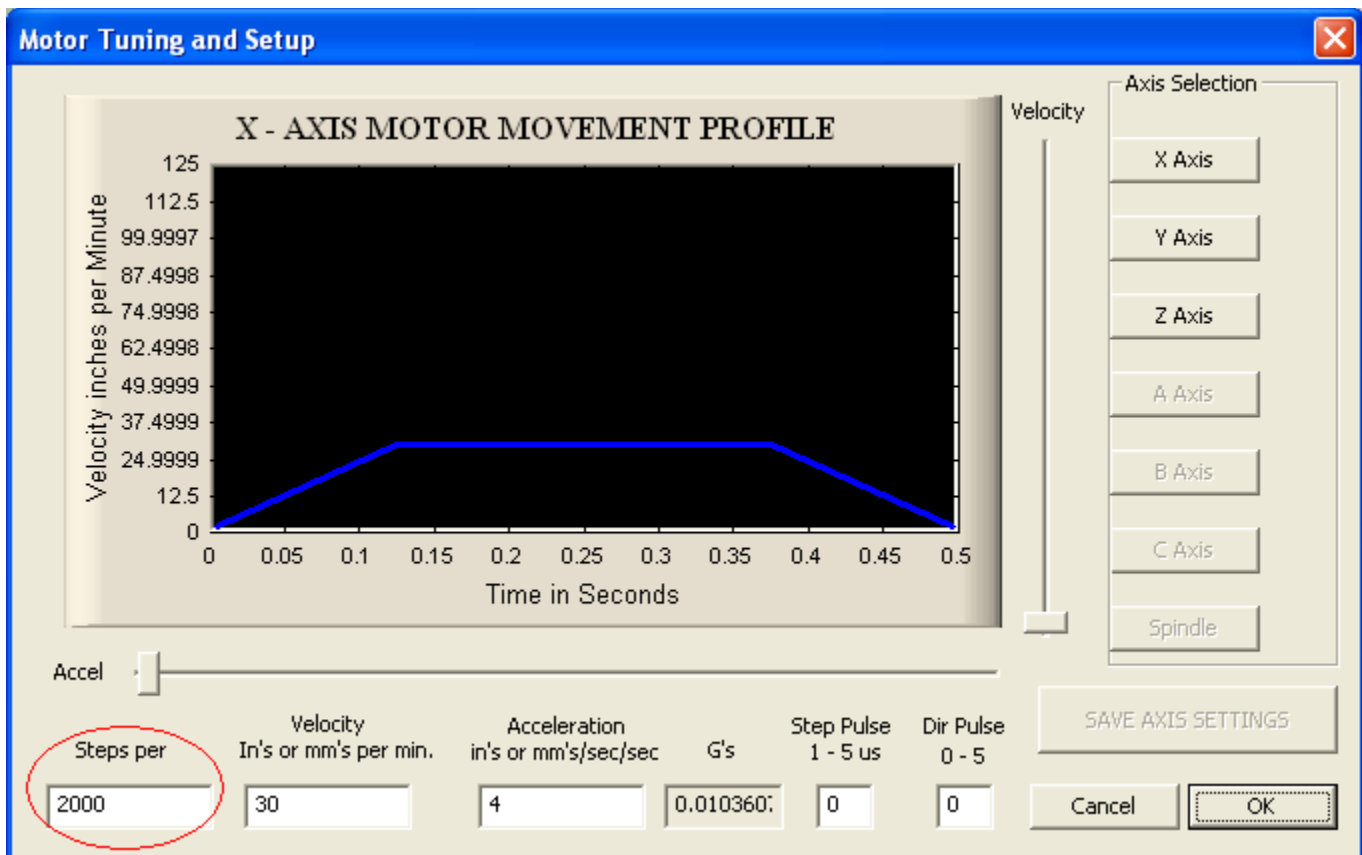 Motor Tuning and Setup
X - AXIS MOTOR MOVEMENT PROFILE
Velocity inches per Minute
125
112.5
99.9997
87.4998
74.9998
62.4998
49.9999
37.4999
24.9999
12.5
0
0 0.05 0.1 0.15 0.2 0.25 0.3 0.35 0.4 0.45 0.5
Time in Seconds
Velocity
Axis Selection
X Axis
Y Axis
Z Axis
A Axis
B Axis
C Axis
Spindle
Accel
SAVE AXIS SETTINGS
Steps per
2000
Velocity
In's or mm's per min.
30
Acceleration
in's or mm's/sec/sec
4
G's
0.010360
Step Pulse
1 - 5 us
0
Dir Pulse
0 - 5
0
Cancel
OK